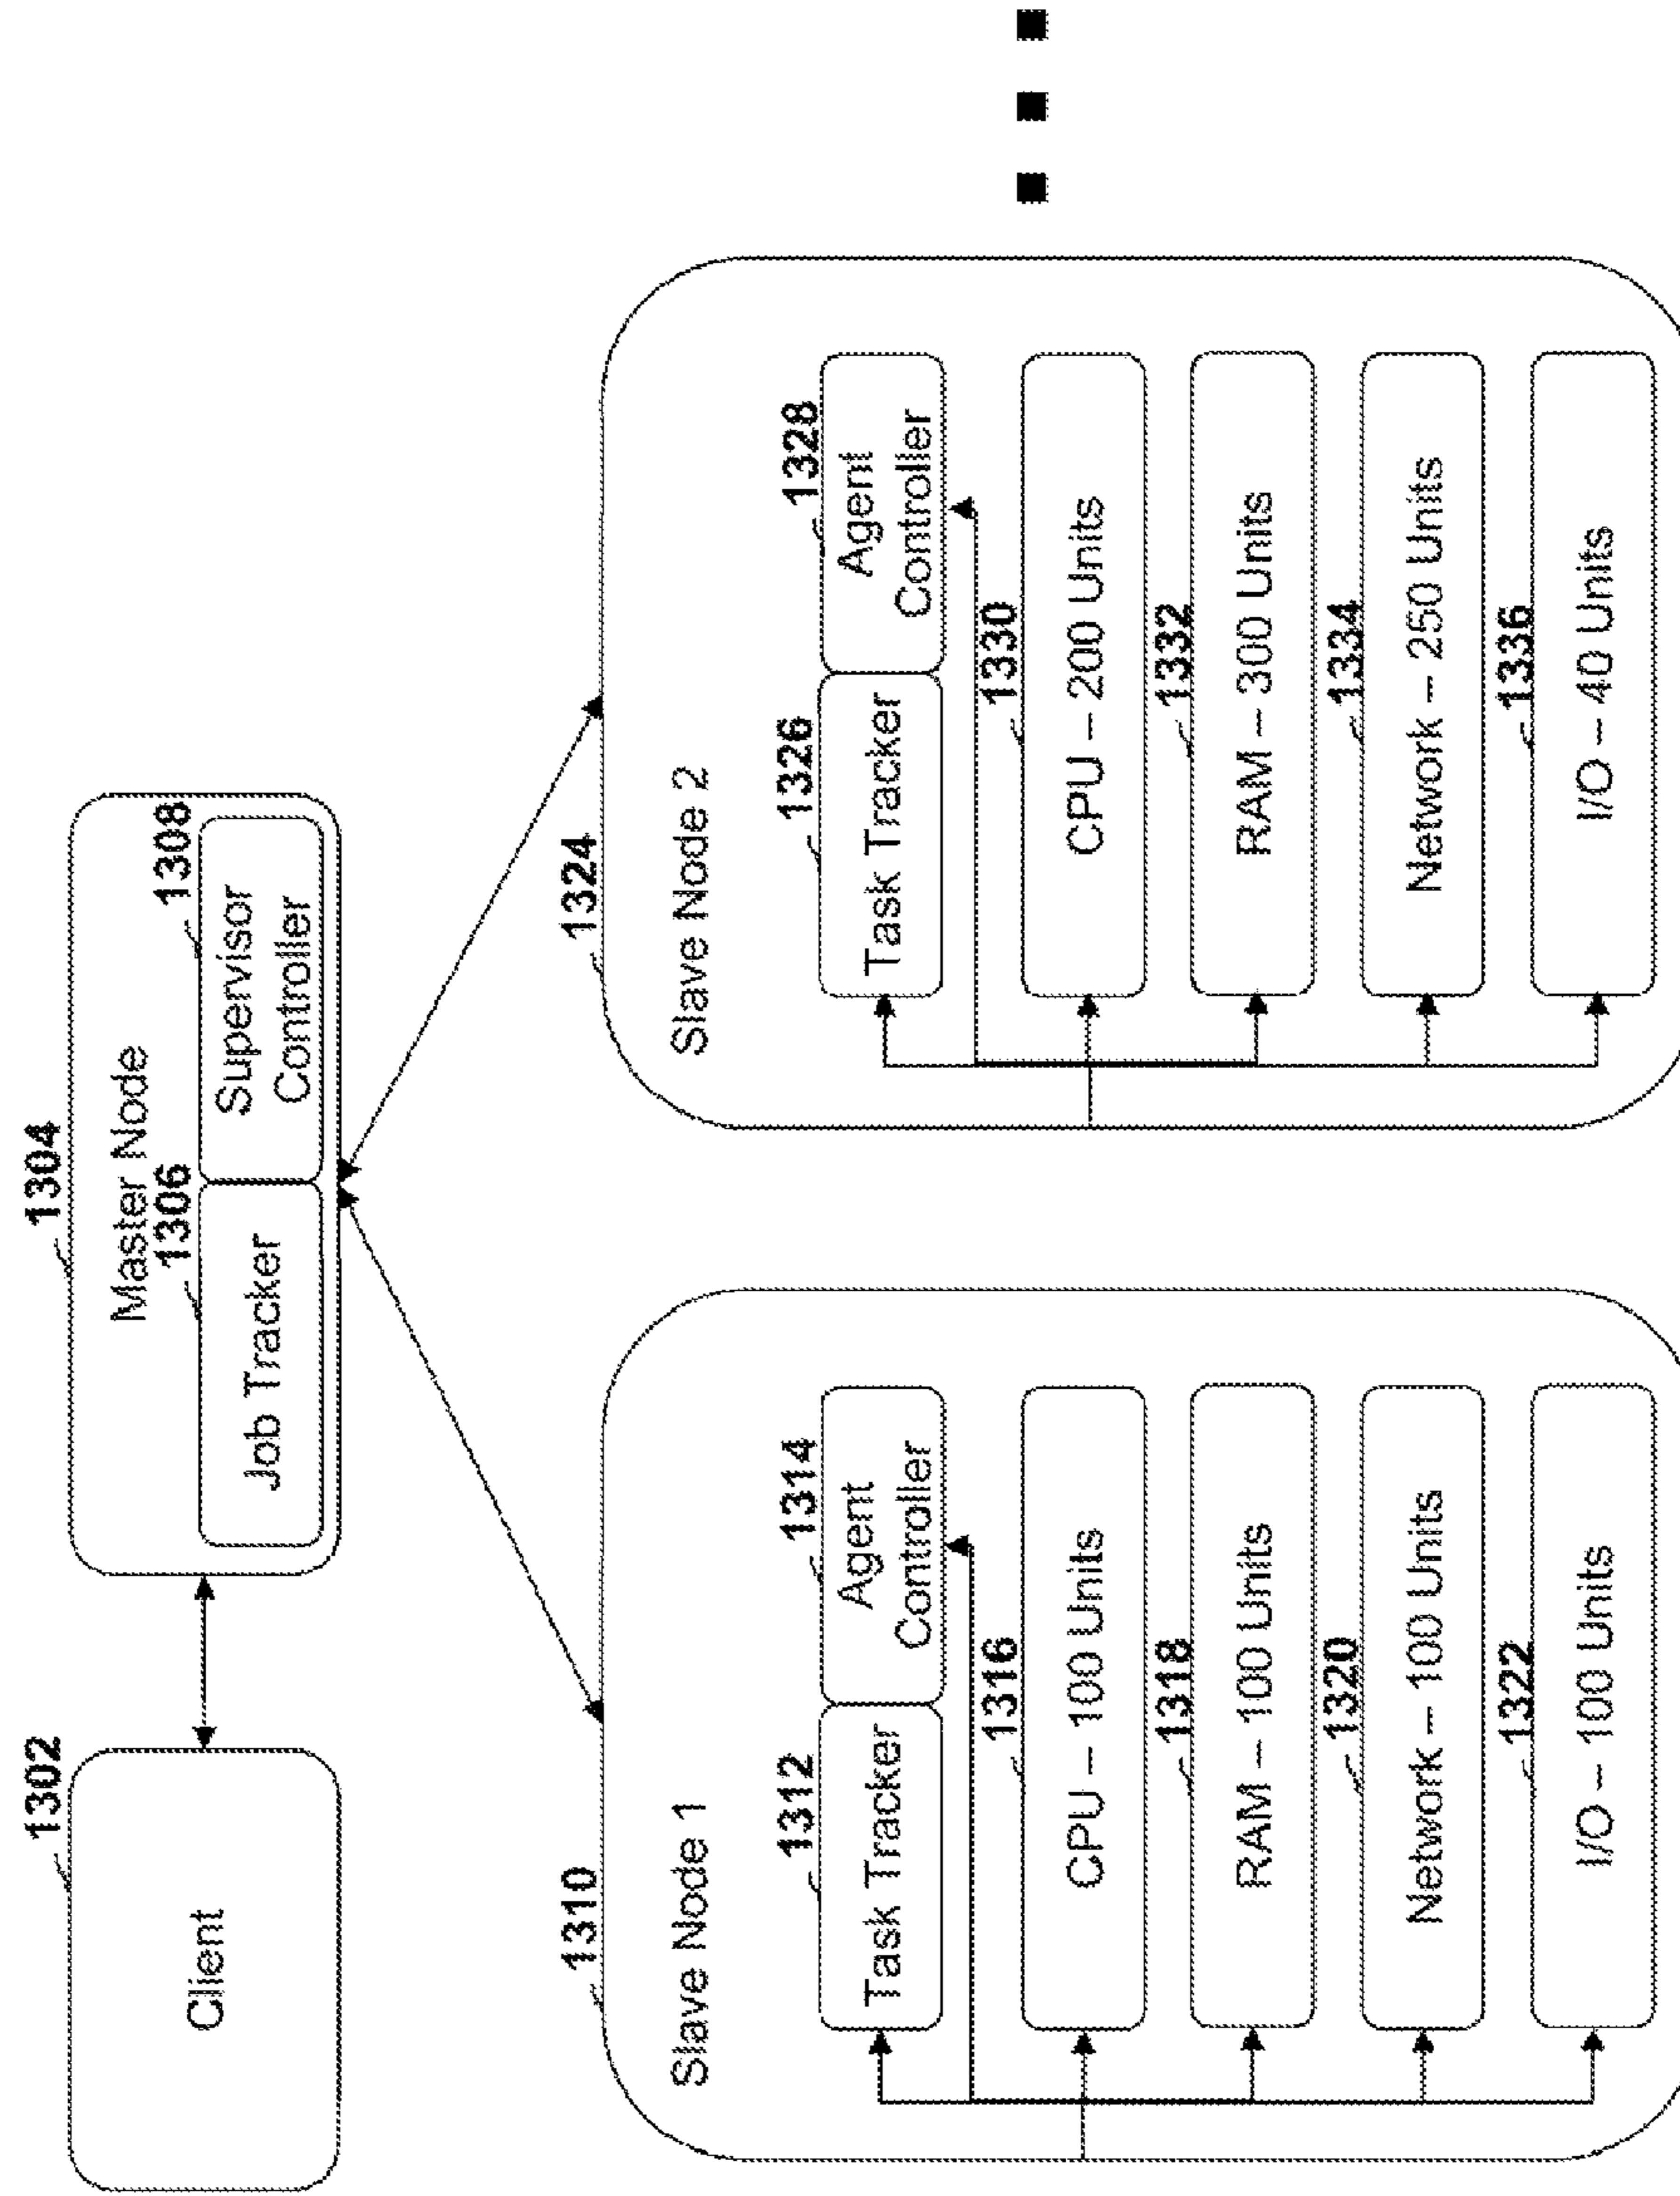 1302
Client
1304
Master Node
1306
1308
Job Tracker
Supervisor
Controller
1310
Slave Node 1
1312
1314
Task Tracker
Agent
Controller
1316
CPU – 100 Units
1318
RAM – 100 Units
1320
Network – 100 Units
1322
I/O – 100 Units
1324
Slave Node 2
1326
1328
Task Tracker
Agent
Controller
1330
CPU – 200 Units
1332
RAM – 300 Units
1334
Network – 250 Units
1336
I/O – 40 Units